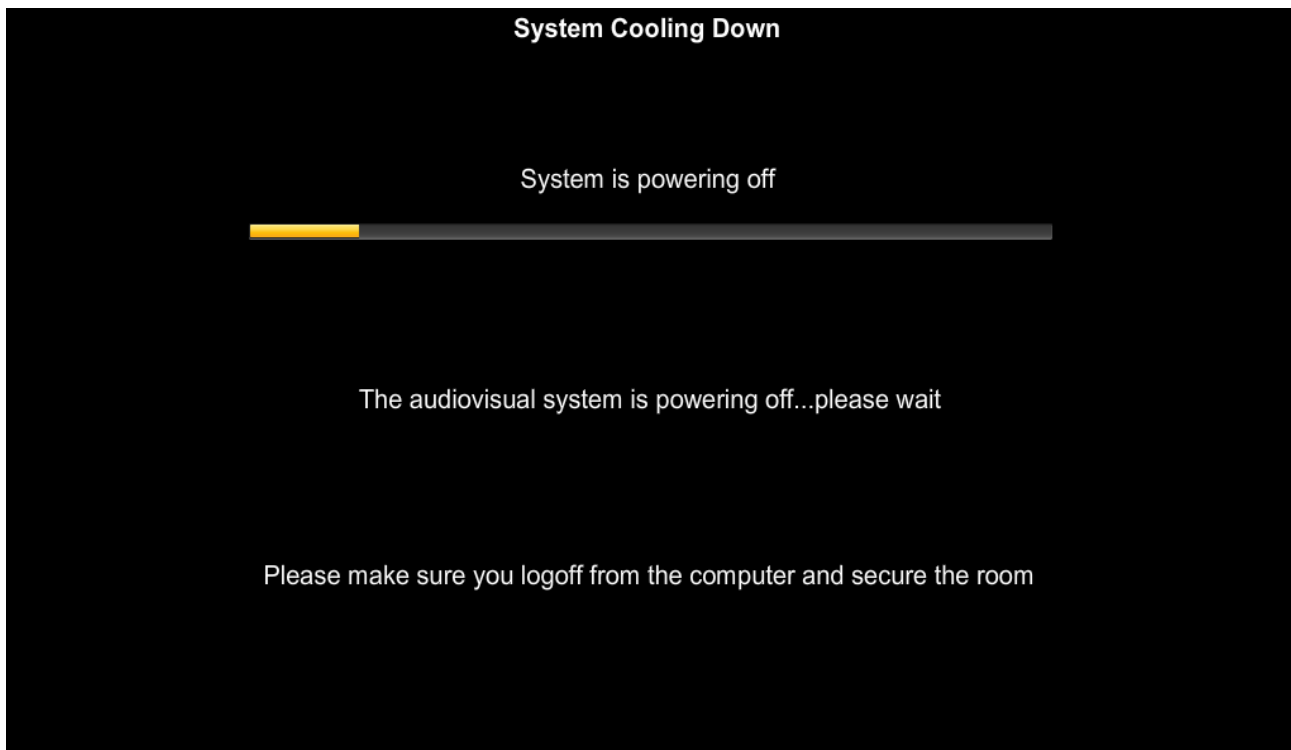 System Cooling Down
System is powering off
The audiovisual system is powering off...please wait
Please make sure you logoff from the computer and secure the room